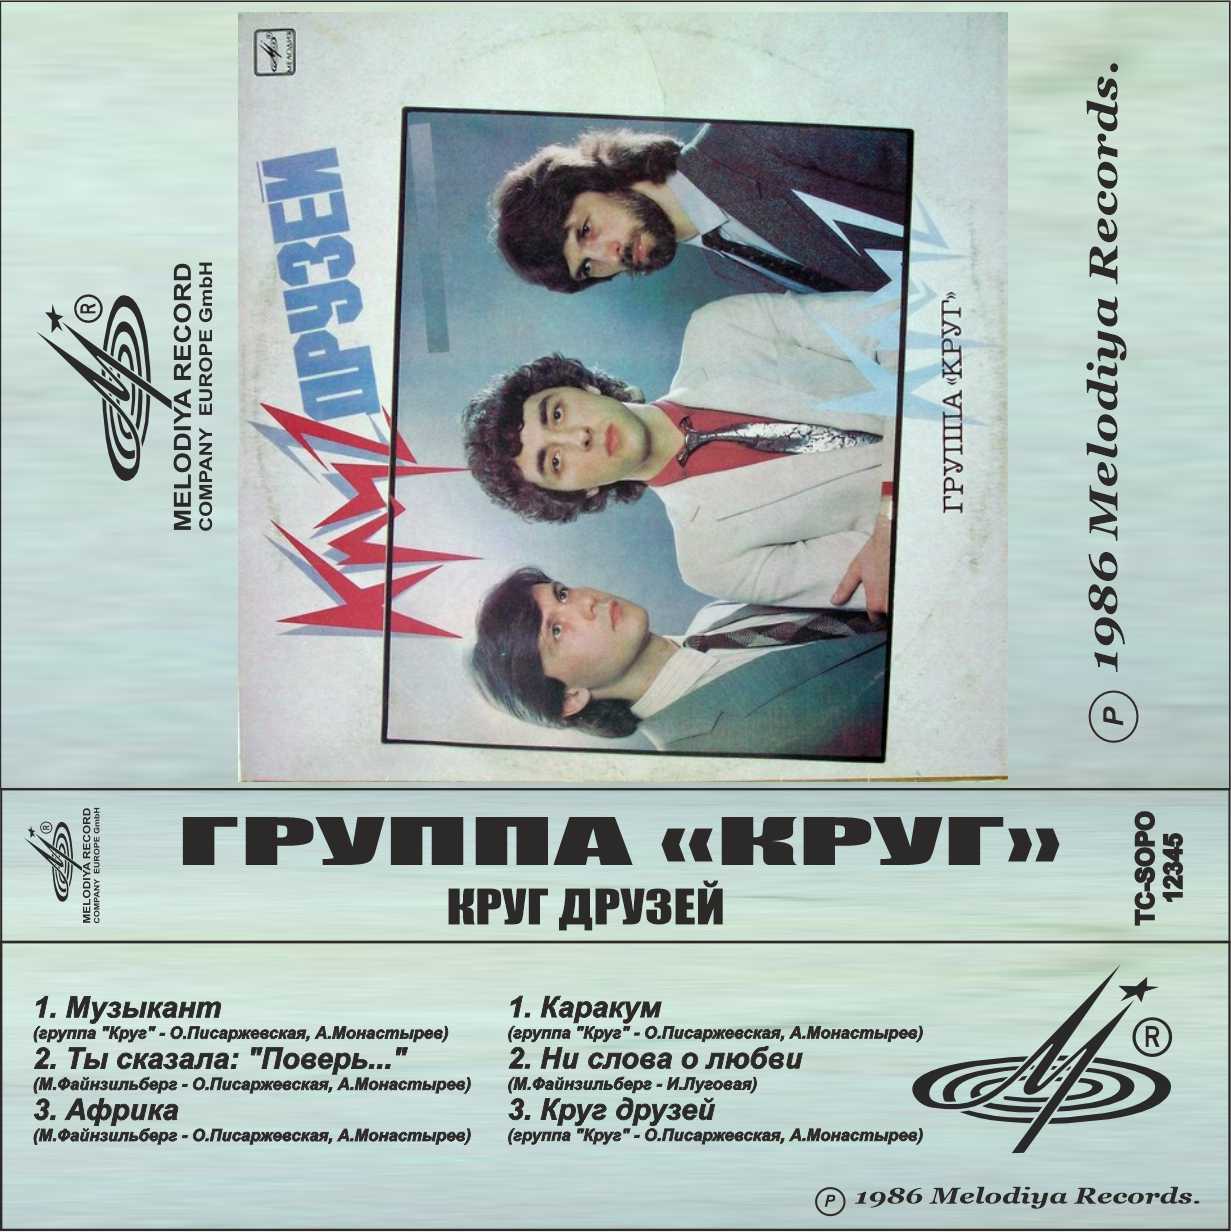 МЕЛОДИЯ
®
MELODIYA RECORD
COMPANY EUROPE GmbH
КРУГ
ДРУЗЕЙ
ГРУППА «КРУГ»
Ⓟ 1986 Melodiya Records.
®
MELODIYA RECORD
COMPANY EUROPE GmbH
ГРУППА «КРУГ»
КРУГ ДРУЗЕЙ
TC-SOPO
12345
1. Музыкант
(группа "Круг" - О.Писаржевская, А.Монастырев)
2. Ты сказала: "Поверь..."
(М.Файнзильберг - О.Писаржевская, А.Монастырев)
3. Африка
(М.Файнзильберг - О.Писаржевская, А.Монастырев)
1. Каракум
(группа "Круг" - О.Писаржевская, А.Монастырев)
2. Ни слова о любви
(М.Файнзильберг - И.Луговая)
3. Круг друзей
(группа "Круг" - О.Писаржевская, А.Монастырев)
®
Ⓟ 1986 Melodiya Records.